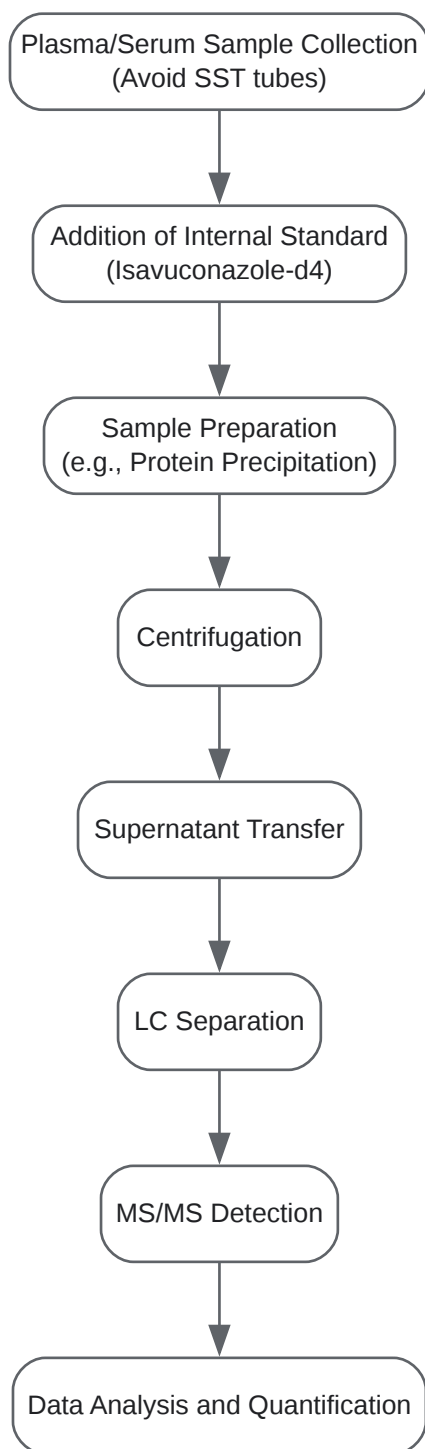 Plasma/Serum Sample Collection
(Avoid SST tubes)
Addition of Internal Standard
(Isavuconazole-d4)
Sample Preparation
(e.g., Protein Precipitation)
Centrifugation
Supernatant Transfer
LC Separation
MS/MS Detection
Data Analysis and Quantification